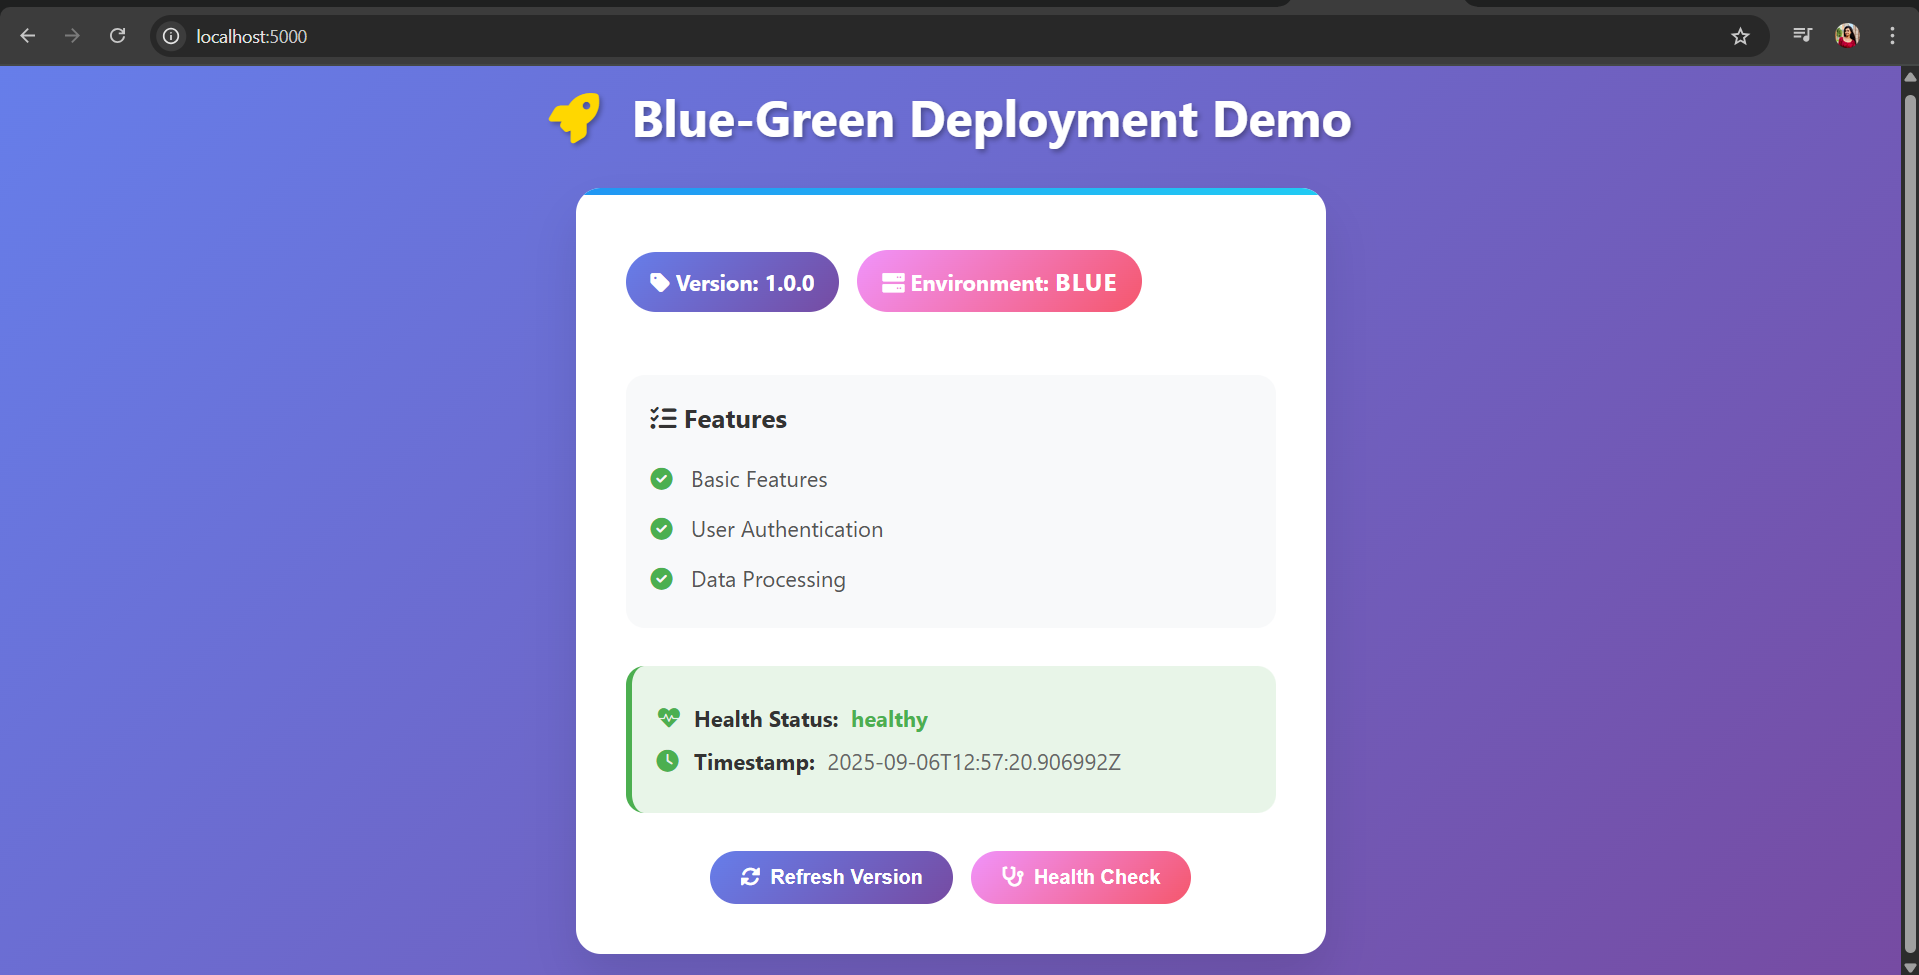 localhost:5000
Blue-Green Deployment Demo
Version: 1.0.0
Environment: BLUE
Features
Basic Features
User Authentication
Data Processing
Health Status: healthy
Timestamp: 2025-09-06T12:57:20.906992Z
Refresh Version
Health Check